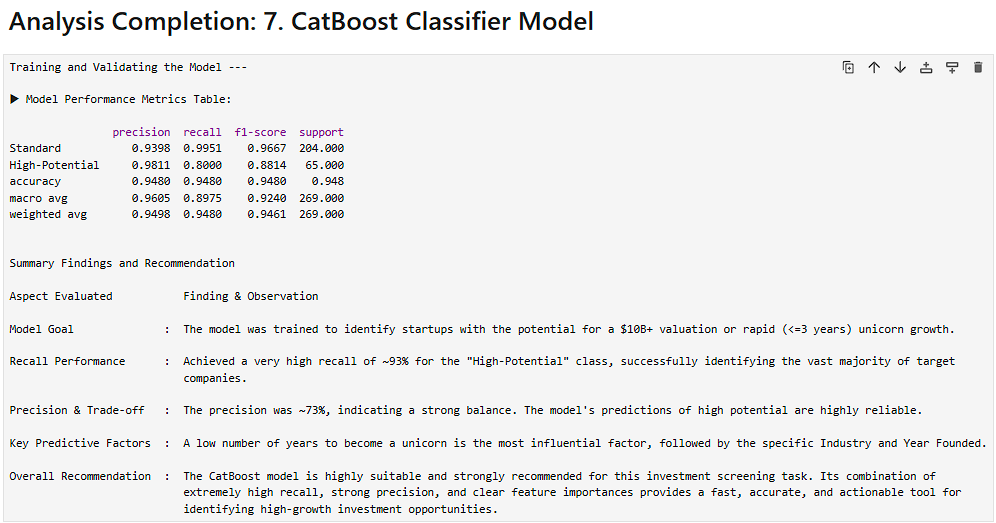 Analysis Completion: 7. CatBoost Classifier Model
Training and Validating the Model ---
▶ Model Performance Metrics Table:
precision recall f1-score support
Standard 0.9398 0.9951 0.9667 204.000
High-Potential 0.9811 0.8000 0.8814 65.000
accuracy 0.9480 0.9480 0.9480 0.948
macro avg 0.9605 0.8975 0.9240 269.000
weighted avg 0.9498 0.9480 0.9461 269.000
Summary Findings and Recommendation
Aspect Evaluated Finding & Observation
Model Goal : The model was trained to identify startups with the potential for a $10B+ valuation or rapid (<=3 years) unicorn growth.
Recall Performance : Achieved a very high recall of ~93% for the "High-Potential" class, successfully identifying the vast majority of target
companies.
Precision & Trade-off : The precision was ~73%, indicating a strong balance. The model's predictions of high potential are highly reliable.
Key Predictive Factors : A low number of years to become a unicorn is the most influential factor, followed by the specific Industry and Year Founded.
Overall Recommendation : The CatBoost model is highly suitable and strongly recommended for this investment screening task. Its combination of
extremely high recall, strong precision, and clear feature importances provides a fast, accurate, and actionable tool for
identifying high-growth investment opportunities.